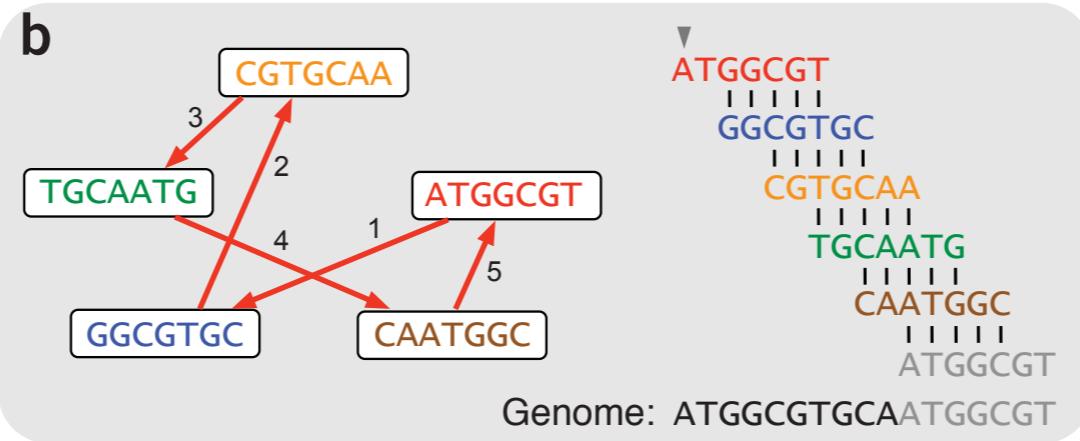 b
CGTGCAA
3
2
TGCAATG
ATGGCGT
1
4
5
GGCGTGC
CAATGGC
ATGGCGT
GGCGTGC
CGTGCAA
TGCAATG
CAATGGC
ATGGCGT
Genome: ATGGCGTGCAATGGCGT